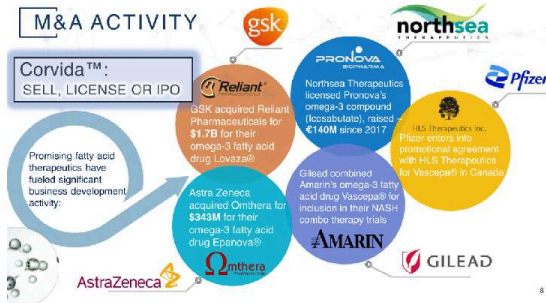 M&A ACTIVITY
gsk
northsea
THERAPEUTICS
Corvida™:
SELL, LICENSE OR IPO
Reliant
GSK acquired Reliant
Pharmaceuticals for
$1.7B for their
omega-3 fatty acid
drug Lovaza®
PRONOVA
BIOPHARMA
Northsea Therapeutics
licensed Pronova's
omega-3 compound
(Icosabutate), raised ~
€140M since 2017
Pfizer
HLS Therapeutics Inc.
Pfizer enters into
promotional agreement
with HLS Therapeutics
for Vascepa® in Canada
Promising fatty acid
therapeutics have
fueled significant
business development
activity:
Astra Zeneca
acquired Omthera for
$343M for their
omega-3 fatty acid
drug Epanova®
Omthera
Gilead combined
Amarin's omega-3 fatty
acid drug Vascepa® for
inclusion in their NASH
combo therapy trials
AMARIN
AstraZeneca
GILEAD
8